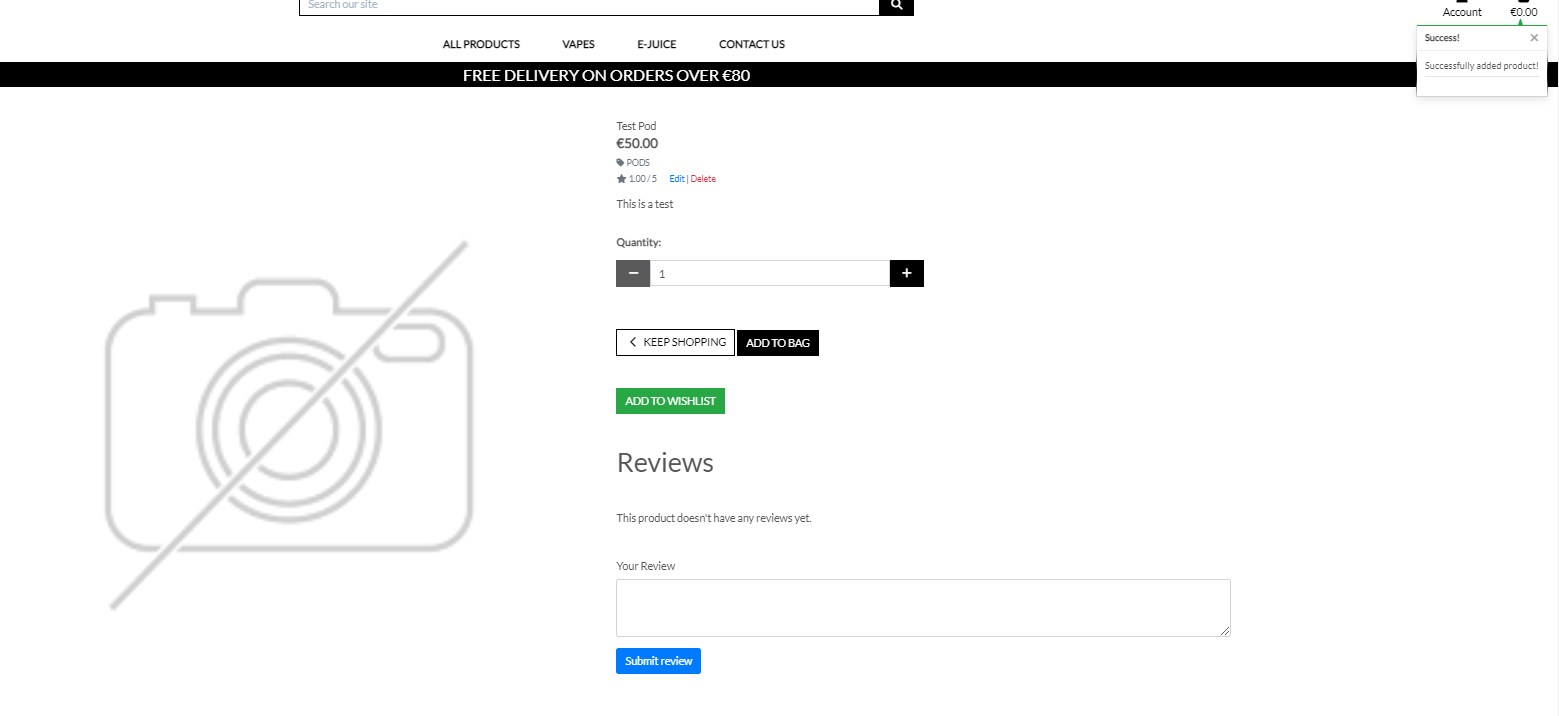 Search our site
Account €0.00
ALL PRODUCTS VAPES E-JUICE CONTACT US
Success! ×
Successfully added product!
FREE DELIVERY ON ORDERS OVER €80
Test Pod
€50.00
PODS
1.00 / 5 Edit | Delete
This is a test
Quantity:
1
KEEP SHOPPING ADD TO BAG
ADD TO WISHLIST
Reviews
This product doesn't have any reviews yet.
Your Review
Submit review